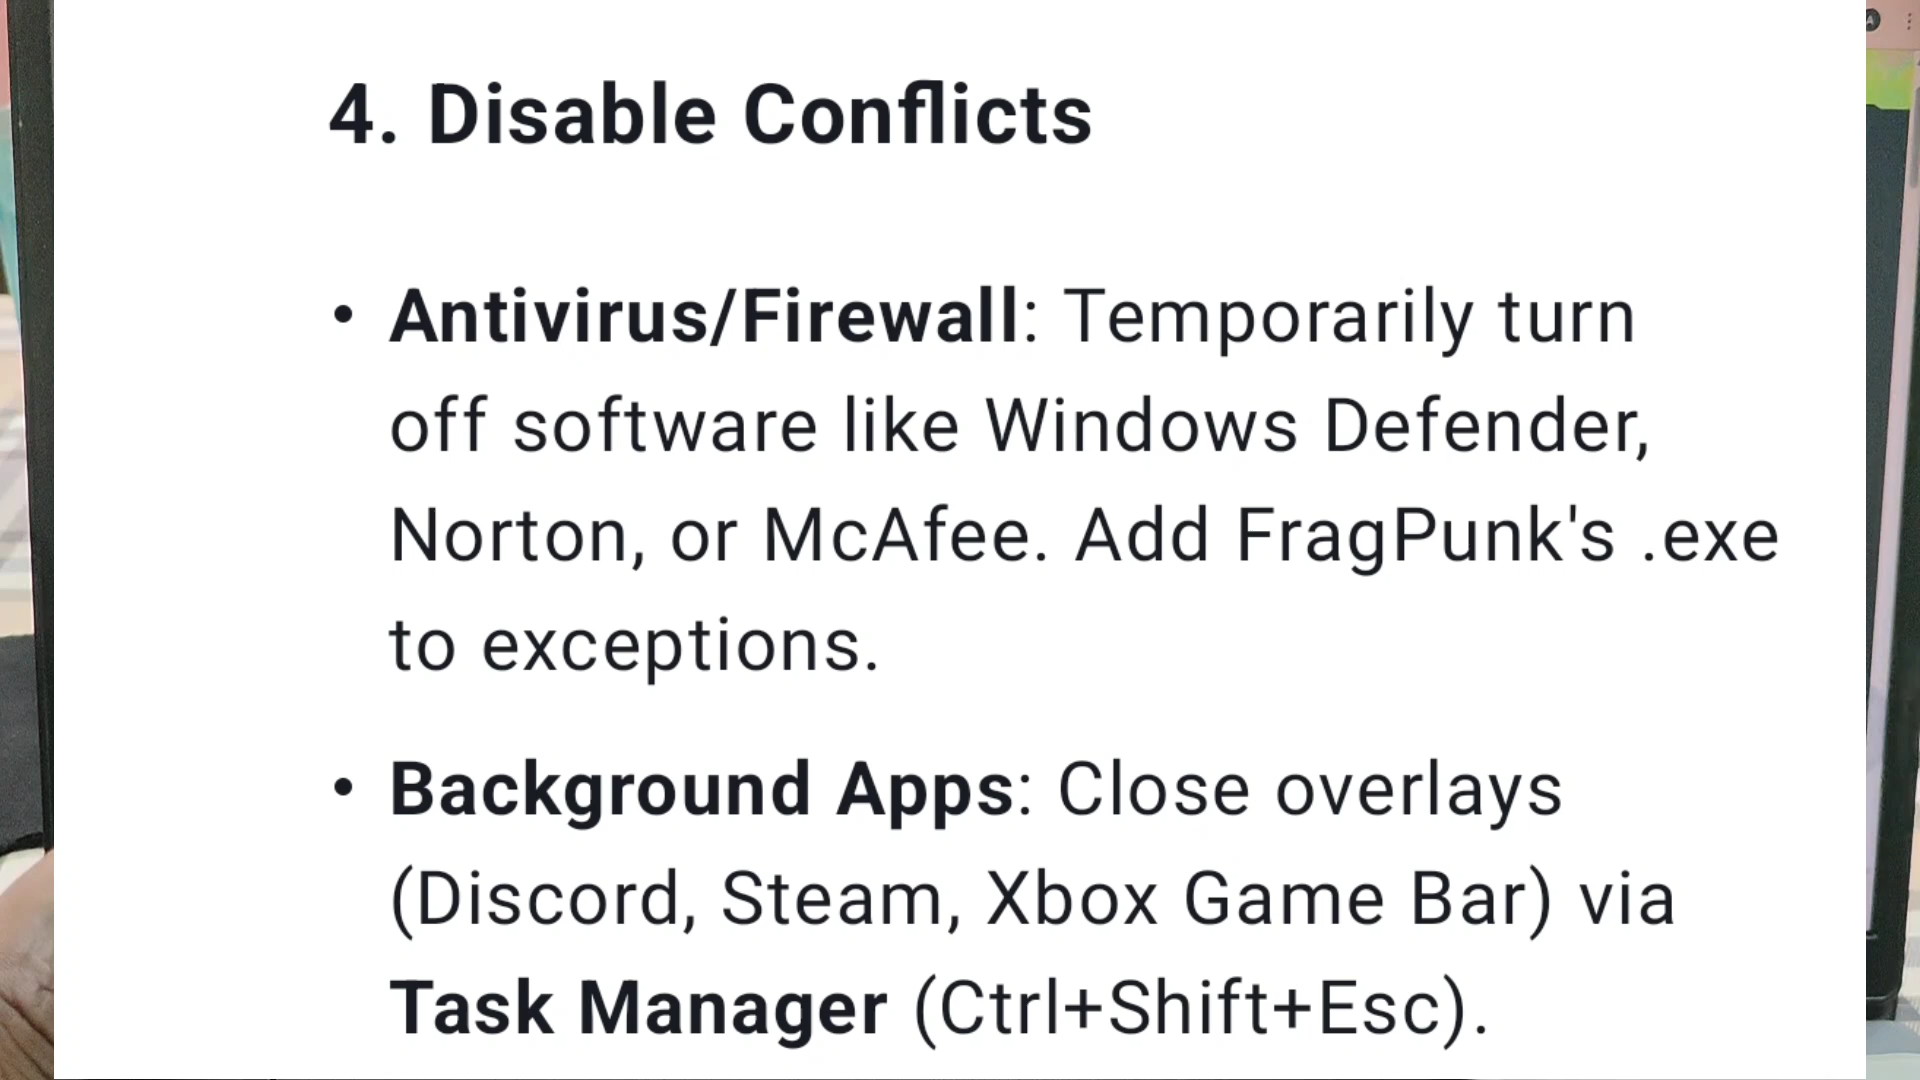 4. Disable Conflicts
• Antivirus/Firewall: Temporarily turn
off software like Windows Defender,
Norton, or McAfee. Add FragPunk's .exe
to exceptions.
• Background Apps: Close overlays
(Discord, Steam, Xbox Game Bar) via
Task Manager (Ctrl+Shift+Esc).